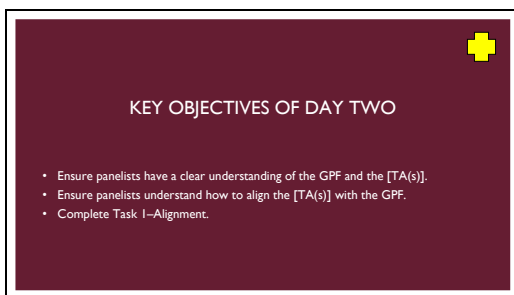 KEY OBJECTIVES OF DAY TWO
• Ensure panelists have a clear understanding of the GPF and the [TA(s)].
• Ensure panelists understand how to align the [TA(s)] with the GPF.
• Complete Task 1–Alignment.